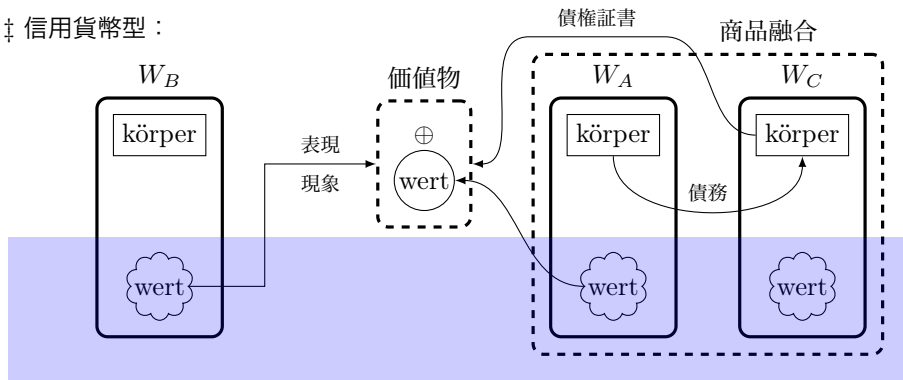 ‡ 信用貨幣型：
債権証書
商品融合
W_B
価値物
W_A
W_C
körper
⊕
körper
körper
表現
現象
wert
債務
wert
wert
wert